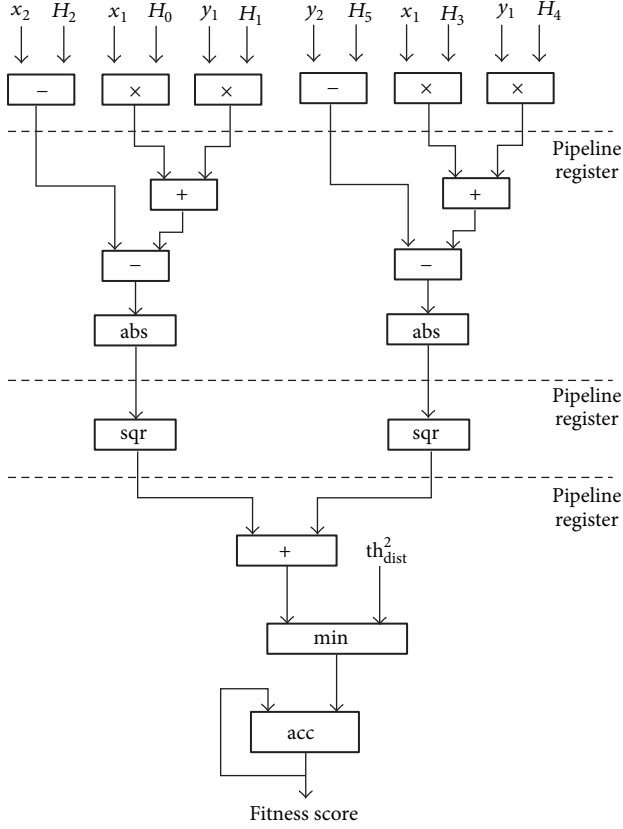 x₂ H₂ x₁ H₀ y₁ H₁ y₂ H₅ x₁ H₃ y₁ H₄
− × × − × ×
Pipeline
register
+ +
− −
abs abs
Pipeline
register
sqr sqr
Pipeline
register
+ th²dist
min
acc
Fitness score